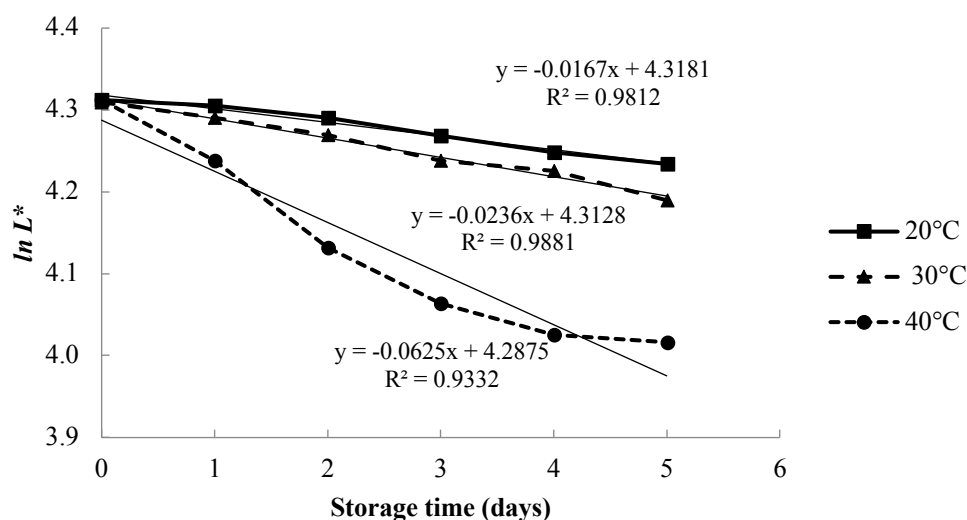 4.4
4.3
4.2
4.1
4.0
3.9
ln L*
y = -0.0167x + 4.3181
R² = 0.9812
y = -0.0236x + 4.3128
R² = 0.9881
y = -0.0625x + 4.2875
R² = 0.9332
0 1 2 3 4 5 6
Storage time (days)
20°C
30°C
40°C